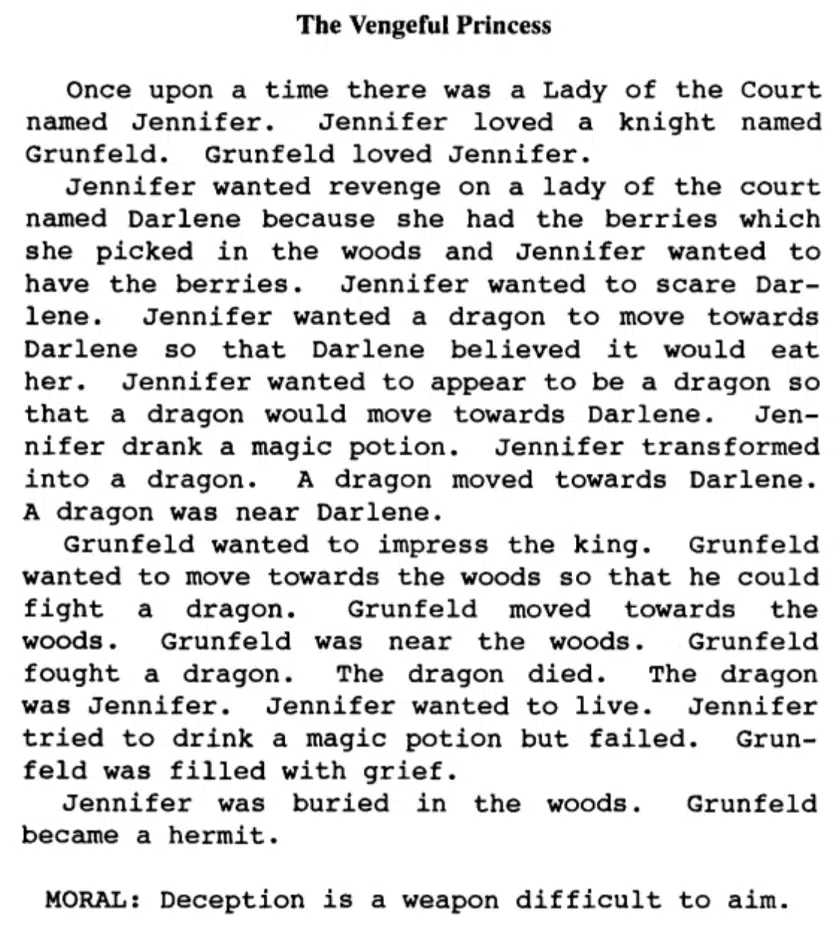 The Vengeful Princess
Once upon a time there was a Lady of the Court
named Jennifer. Jennifer loved a knight named
Grunfeld. Grunfeld loved Jennifer.
Jennifer wanted revenge on a lady of the court
named Darlene because she had the berries which
she picked in the woods and Jennifer wanted to
have the berries. Jennifer wanted to scare Dar-
lene. Jennifer wanted a dragon to move towards
Darlene so that Darlene believed it would eat
her. Jennifer wanted to appear to be a dragon so
that a dragon would move towards Darlene. Jen-
nifer drank a magic potion. Jennifer transformed
into a dragon. A dragon moved towards Darlene.
A dragon was near Darlene.
Grunfeld wanted to impress the king. Grunfeld
wanted to move towards the woods so that he could
fight a dragon. Grunfeld moved towards the
woods. Grunfeld was near the woods. Grunfeld
fought a dragon. The dragon died. The dragon
was Jennifer. Jennifer wanted to live. Jennifer
tried to drink a magic potion but failed. Grun-
feld was filled with grief.
Jennifer was buried in the woods. Grunfeld
became a hermit.
MORAL: Deception is a weapon difficult to aim.